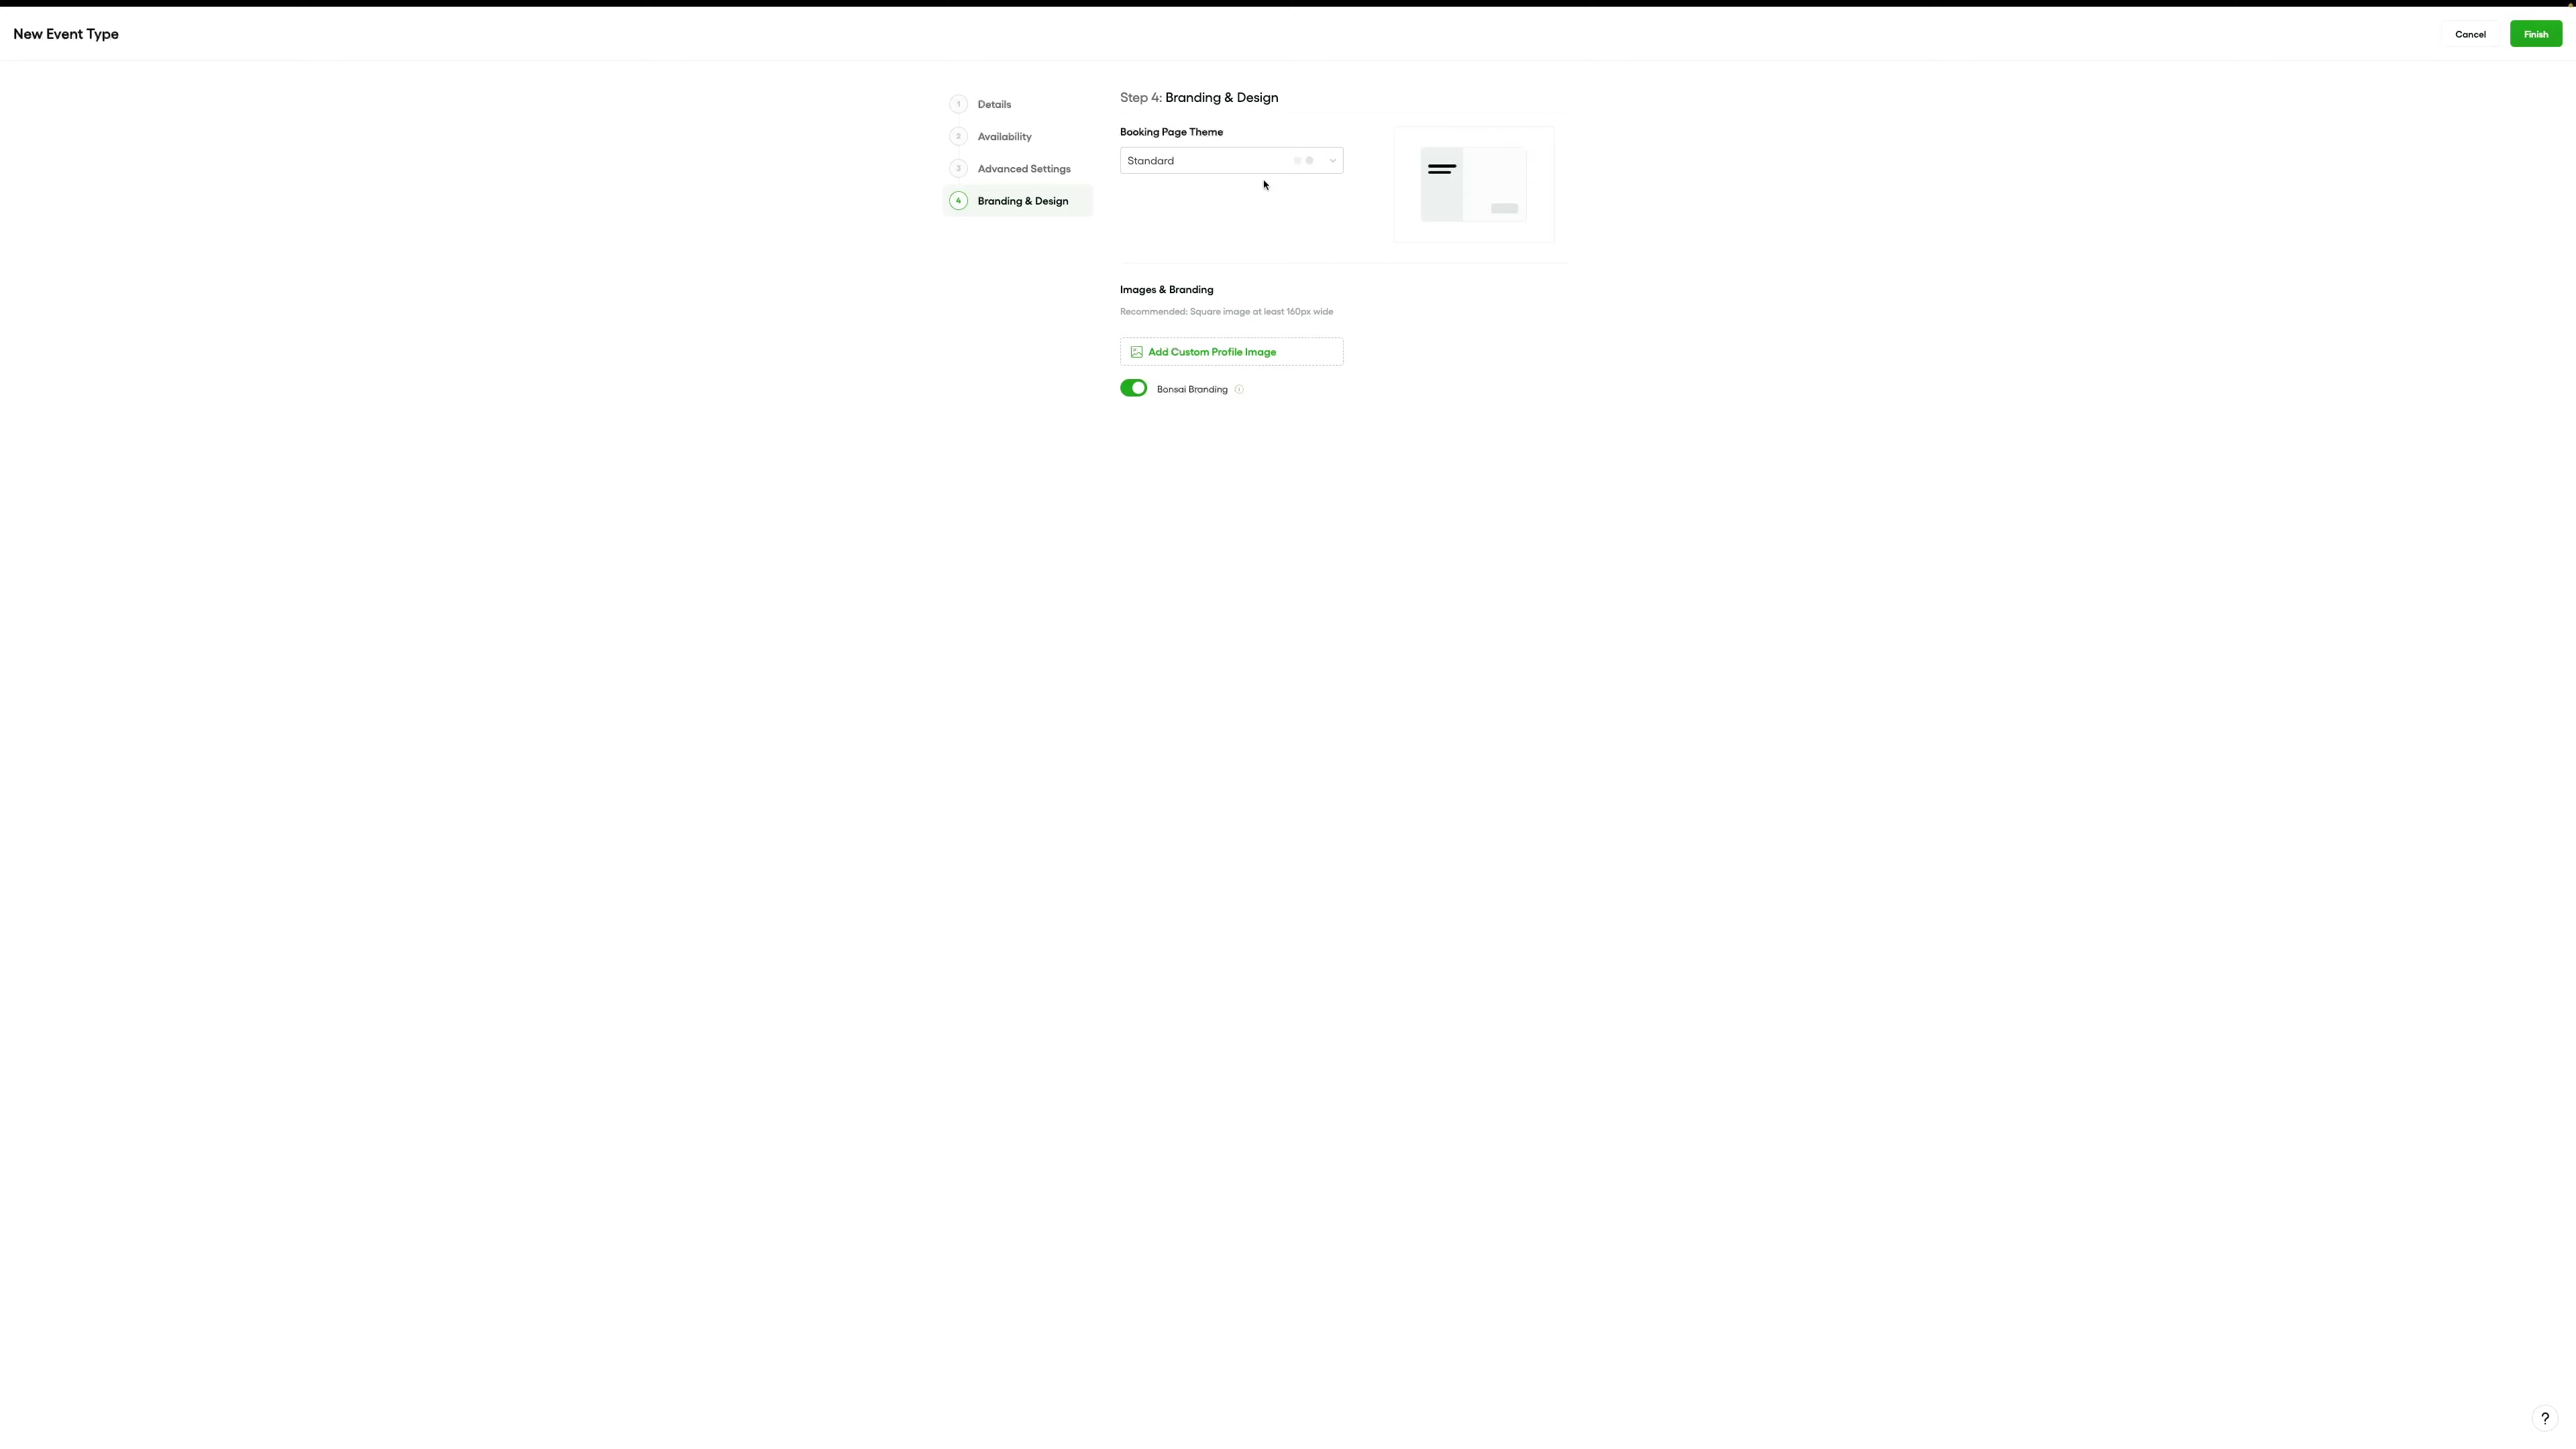 New Event Type
Cancel
Finish
1 Details
2 Availability
3 Advanced Settings
4 Branding & Design
Step 4: Branding & Design
Booking Page Theme
Standard
Images & Branding
Recommended: Square image at least 160px wide
Add Custom Profile Image
Bonsai Branding
?